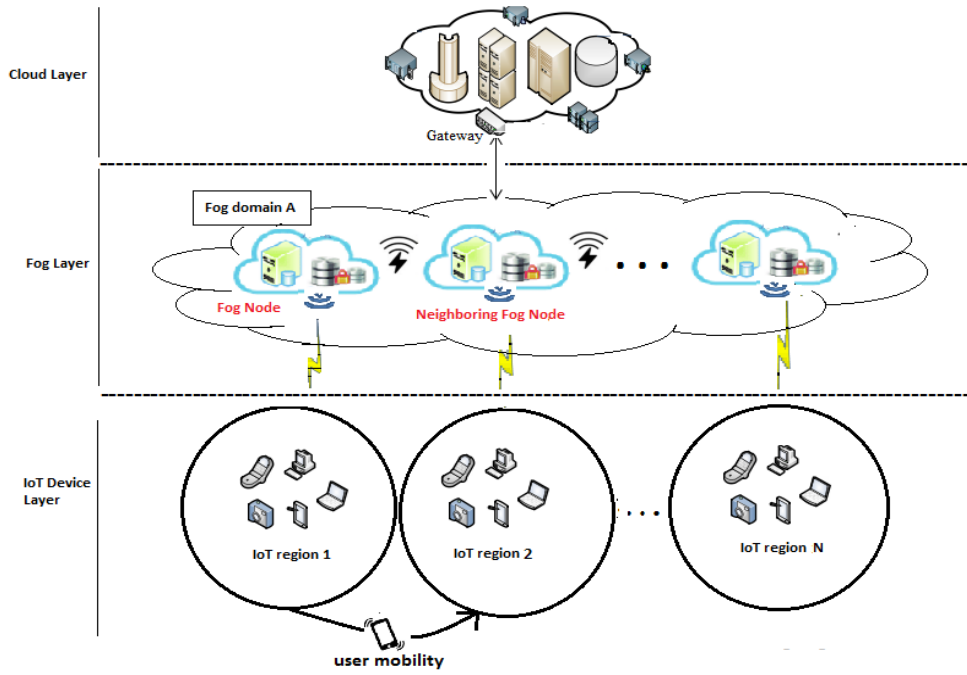 Cloud Layer
Gateway
Fog domain A
Fog Layer
Fog Node
Neighboring Fog Node
IoT Device
Layer
IoT region 1
IoT region 2
IoT region N
user mobility